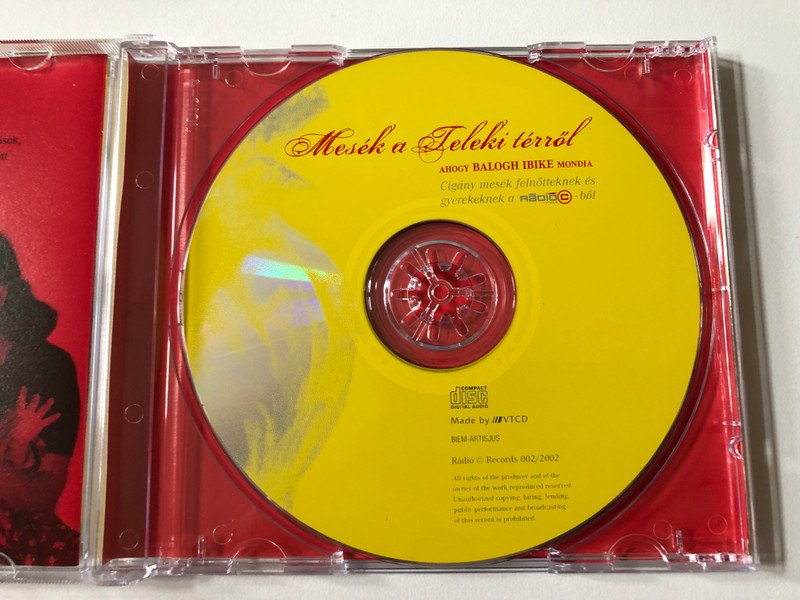 Mesék a Teleki térről
AHOGY BALOGH IBIKE MONDJA
Cigány mesék felnőtteknek és
gyerekeknek a RÁDIÓ C -ből
COMPACT
disc
DIGITAL AUDIO
Made by VTCD
BIEM-ARTISJUS
Rádió © Records 002/2002
All rights of the producer and of the
owner of the work reproduced reserved.
Unauthorized copying, hiring, lending,
public performance and broadcasting
of this record is prohibited.